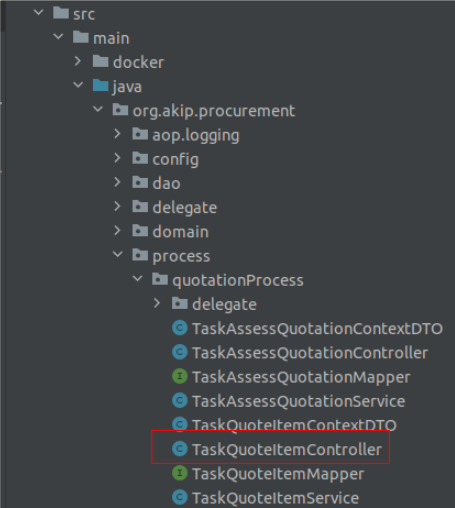 src
main
docker
java
org.akip.procurement
aop.logging
config
dao
delegate
domain
process
quotationProcess
delegate
TaskAssessQuotationContextDTO
TaskAssessQuotationController
TaskAssessQuotationMapper
TaskAssessQuotationService
TaskQuoteItemContextDTO
TaskQuoteItemController
TaskQuoteItemMapper
TaskQuoteItemService